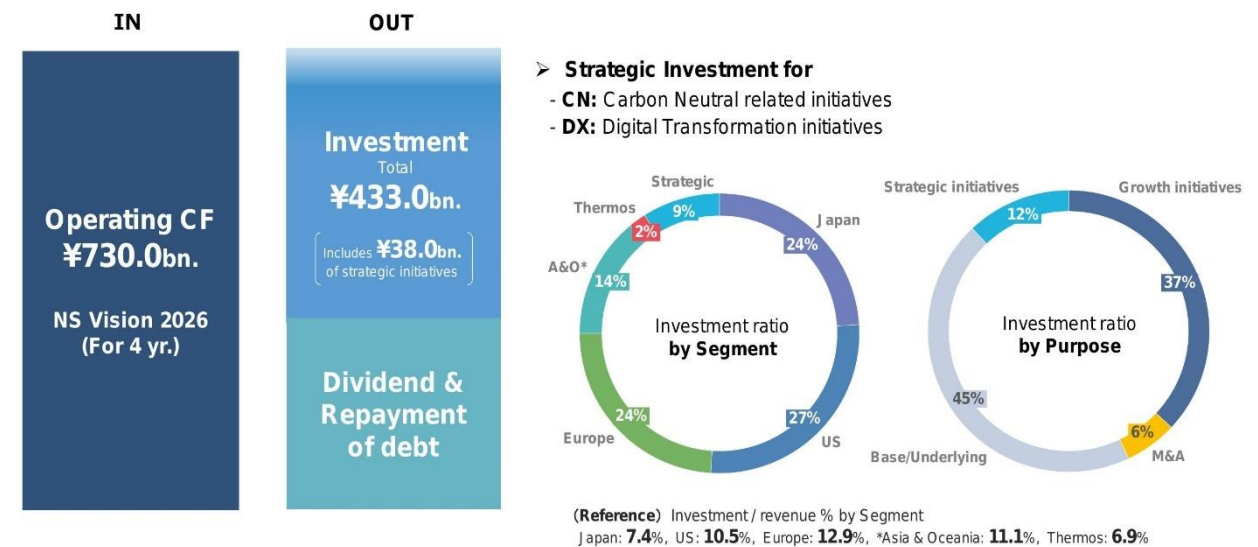 IN
OUT
Operating CF
¥730.0bn.
NS Vision 2026
(For 4 yr.)
Investment
Total
¥433.0bn.
Includes ¥38.0bn.
of strategic initiatives
Dividend &
Repayment
of debt
➢ Strategic Investment for
- CN: Carbon Neutral related initiatives
- DX: Digital Transformation initiatives
Strategic
9%
Thermos
2%
Japan
24%
A&O*
14%
Investment ratio
by Segment
24%
Europe
27%
US
Strategic initiatives
12%
Growth initiatives
37%
Investment ratio
by Purpose
45%
Base/Underlying
6%
M&A
(Reference) Investment / revenue % by Segment
Japan: 7.4%, US: 10.5%, Europe: 12.9%, *Asia & Oceania: 11.1%, Thermos: 6.9%